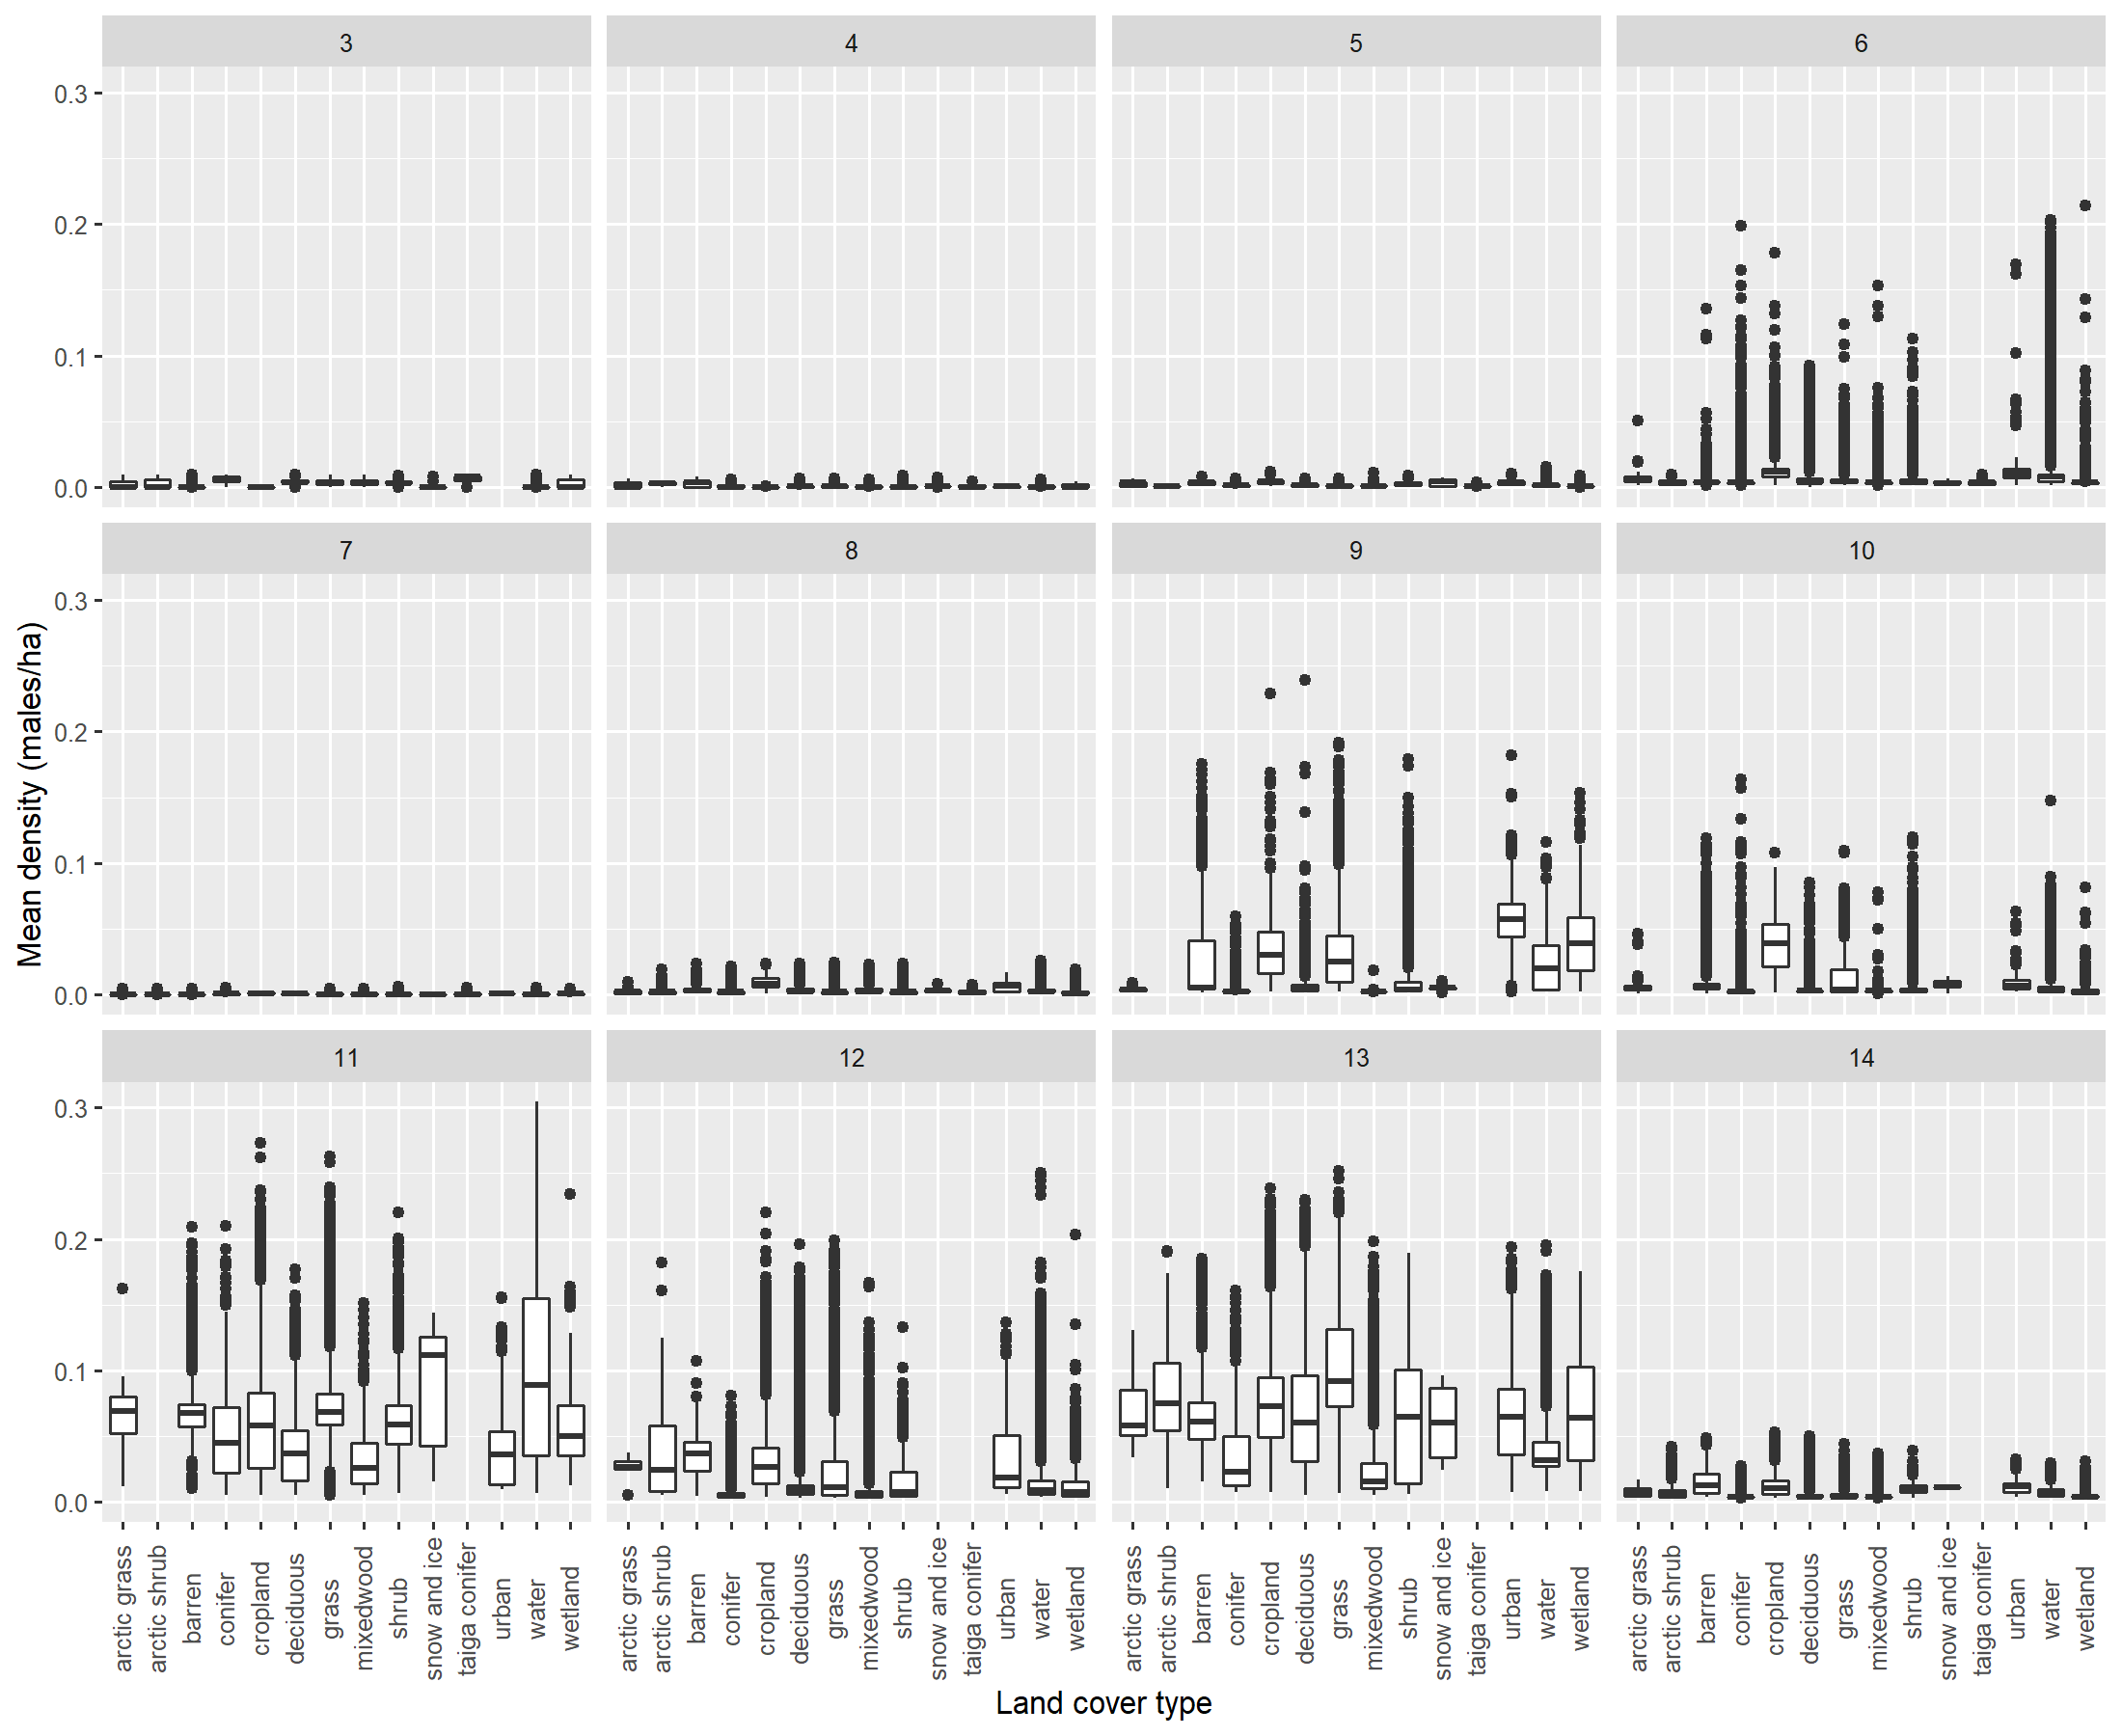 3 4 5 6
0.3
0.2
0.1
0.0
7 8 9 10
0.3
0.2
0.1
0.0
11 12 13 14
0.3
0.2
0.1
0.0
Mean density (males/ha)
arctic grass arctic shrub barren conifer cropland deciduous grass mixedwood shrub snow and ice taiga conifer urban water wetland
arctic grass arctic shrub barren conifer cropland deciduous grass mixedwood shrub snow and ice taiga conifer urban water wetland
arctic grass arctic shrub barren conifer cropland deciduous grass mixedwood shrub snow and ice taiga conifer urban water wetland
arctic grass arctic shrub barren conifer cropland deciduous grass mixedwood shrub snow and ice taiga conifer urban water wetland
Land cover type